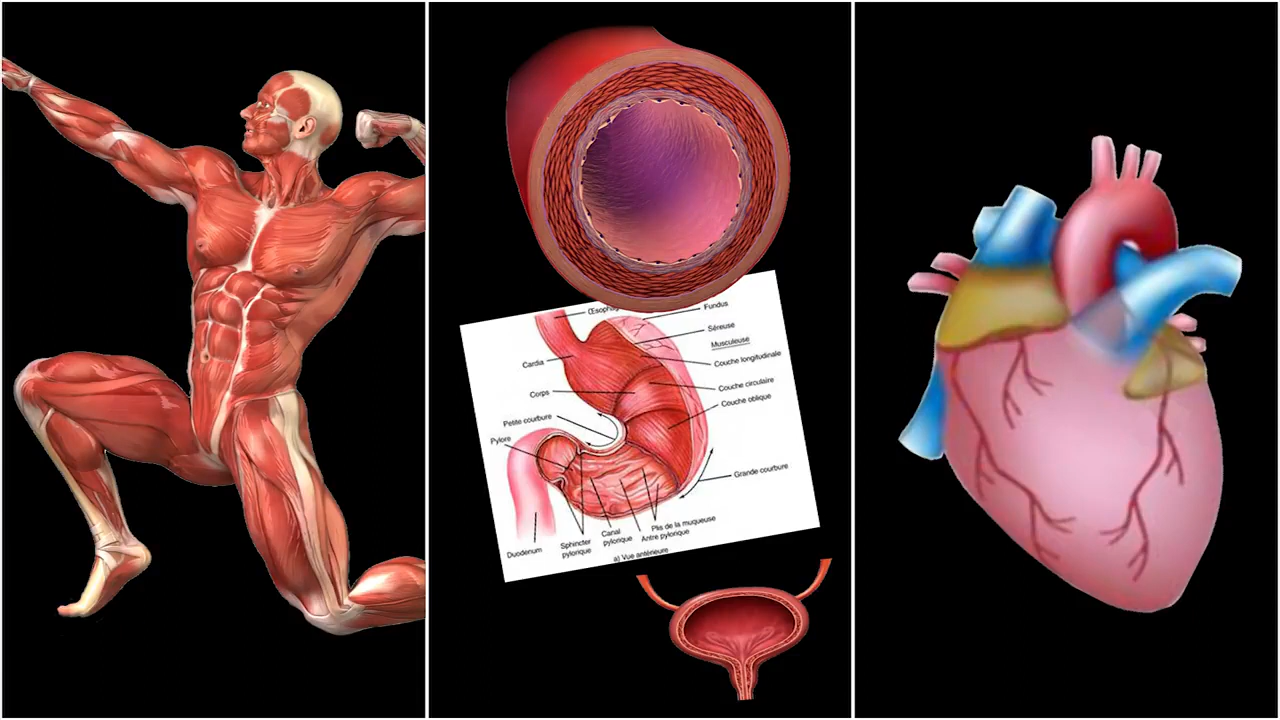 Œsophag
Fundus
Séreuse
Musculeuse
Cardia
Couche longitudinale
Corps
Couche circulaire
Petite courbure
Couche oblique
Pylore
Grande courbure
Duodenum
Sphincter
pylorique
Canal
pylorique
Plis de la muqueuse
Antre pylorique
a) Vue antérieure